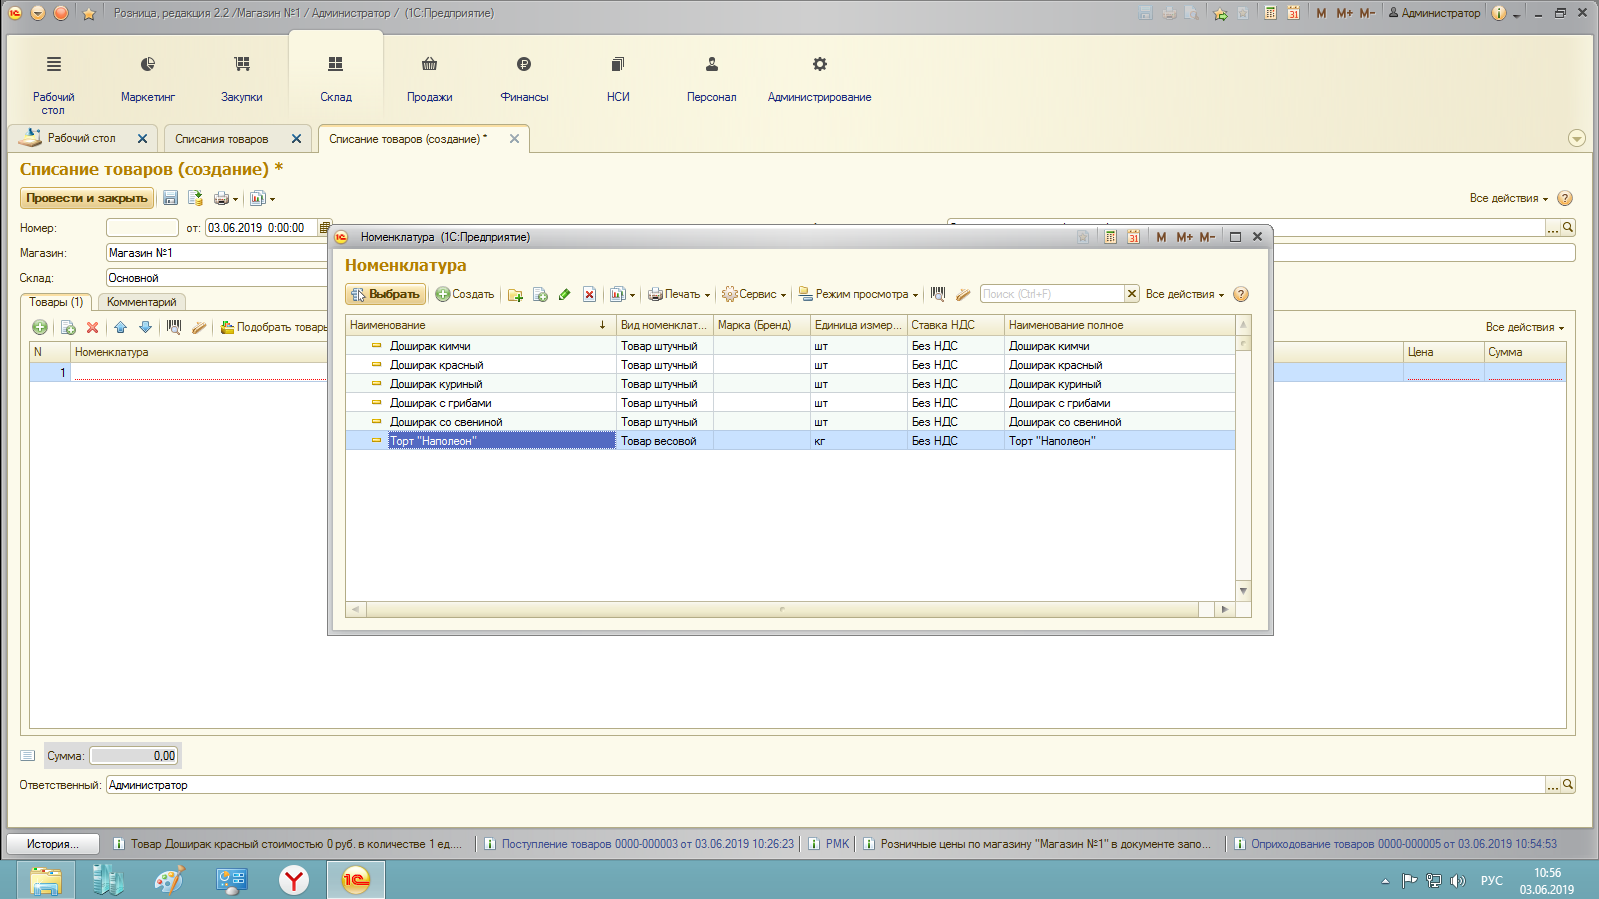 Розница, редакция 2.2 /Магазин №1 / Администратор / (1С:Предприятие)
M M+ M- Администратор
Рабочий стол
Маркетинг
Закупки
Склад
Продажи
Финансы
НСИ
Персонал
Администрирование
Рабочий стол
Списания товаров
Списание товаров (создание) *
Списание товаров (создание) *
Провести и закрыть
Все действия
Номер:
от: 03.06.2019 0:00:00
Магазин: Магазин №1
Склад: Основной
Товары (1) Комментарий
Подобрать товары
Все действия
N Номенклатура Цена Сумма
1
Номенклатура (1С:Предприятие)
31 M M+ M-
Номенклатура
Выбрать Создать Печать Сервис Режим просмотра Поиск (Ctrl+F) Все действия
Наименование Вид номенклат... Марка (Бренд) Единица измер... Ставка НДС Наименование полное
Доширак кимчи Товар штучный шт Без НДС Доширак кимчи
Доширак красный Товар штучный шт Без НДС Доширак красный
Доширак куриный Товар штучный шт Без НДС Доширак куриный
Доширак с грибами Товар штучный шт Без НДС Доширак с грибами
Доширак со свениной Товар штучный шт Без НДС Доширак со свениной
Торт "Наполеон" Товар весовой кг Без НДС Торт "Наполеон"
Сумма: 0,00
Ответственный: Администратор
История... Товар Доширак красный стоимостью 0 руб. в количестве 1 ед.... Поступление товаров 0000-000003 от 03.06.2019 10:26:23 РМК Розничные цены по магазину "Магазин №1" в документе запо... Оприходование товаров 0000-000005 от 03.06.2019 10:54:53
РУС
10:56
03.06.2019